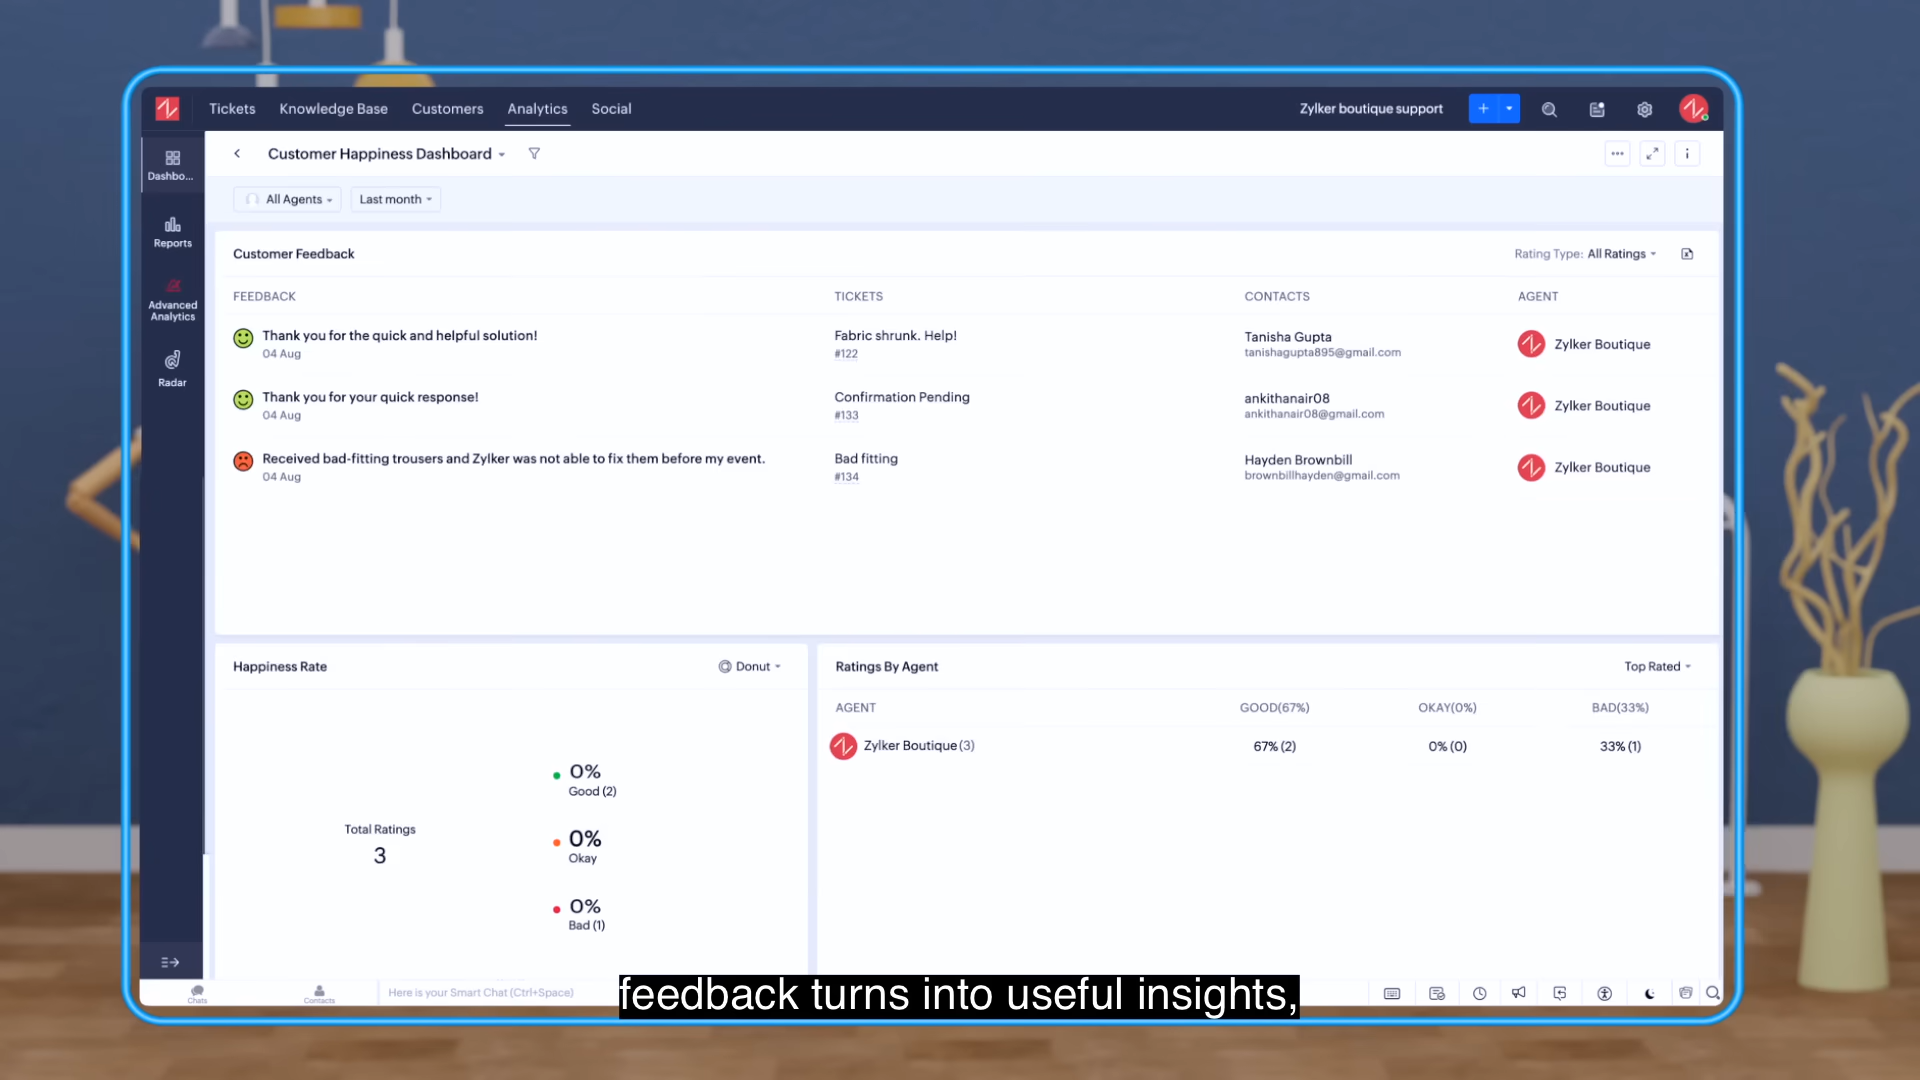 Tickets Knowledge Base Customers Analytics Social Zylker boutique support
Customer Happiness Dashboard
Dashbo...
All Agents Last month
Reports
Customer Feedback Rating Type: All Ratings
FEEDBACK TICKETS CONTACTS AGENT
Advanced Analytics
Thank you for the quick and helpful solution! Fabric shrunk. Help! Tanisha Gupta Zylker Boutique
04 Aug #122 tanishagupta895@gmail.com
Radar
Thank you for your quick response! Confirmation Pending ankithanair08 Zylker Boutique
04 Aug #133 ankithanair08@gmail.com
Received bad-fitting trousers and Zylker was not able to fix them before my event. Bad fitting Hayden Brownbill Zylker Boutique
04 Aug #134 brownbillhayden@gmail.com
Happiness Rate Donut
Total Ratings
3
0%
Good (2)
0%
Okay
0%
Bad (1)
Ratings By Agent Top Rated
AGENT GOOD(67%) OKAY(0%) BAD(33%)
Zylker Boutique (3) 67% (2) 0% (0) 33% (1)
Chats Contacts Here is your Smart Chat (Ctrl+Space)
feedback turns into useful insights,